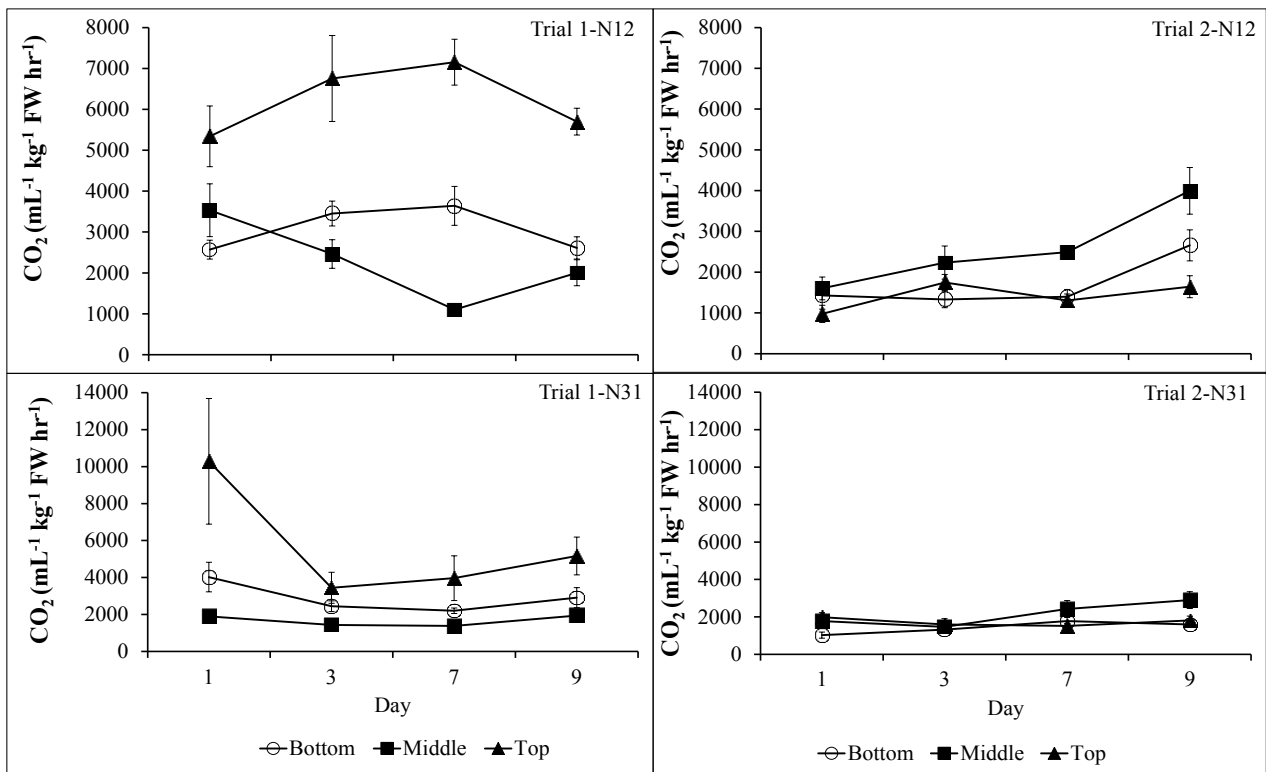 Trial 1-N12
CO₂ (mL⁻¹ kg⁻¹ FW hr⁻¹)
8000
7000
6000
5000
4000
3000
2000
1000
0
Trial 2-N12
CO₂ (mL⁻¹ kg⁻¹ FW hr⁻¹)
8000
7000
6000
5000
4000
3000
2000
1000
0
Trial 1-N31
CO₂ (mL⁻¹ kg⁻¹ FW hr⁻¹)
14000
12000
10000
8000
6000
4000
2000
0
1 3 7 9
Day
Bottom Middle Top
Trial 2-N31
CO₂ (mL⁻¹ kg⁻¹ FW hr⁻¹)
14000
12000
10000
8000
6000
4000
2000
0
1 3 7 9
Day
Bottom Middle Top